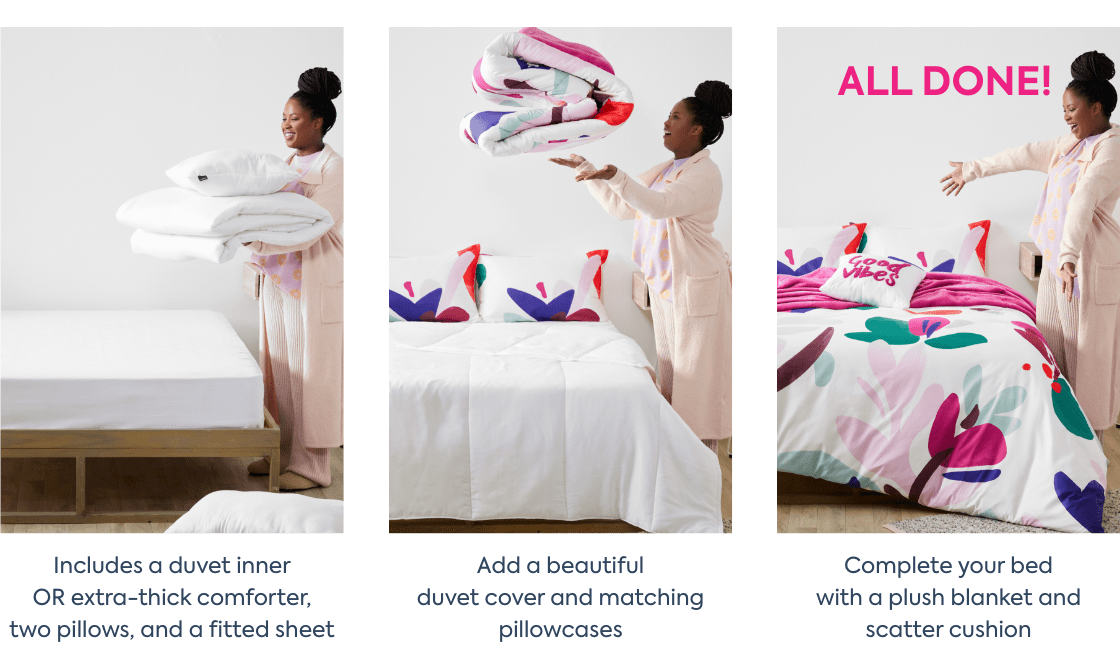 ALL DONE!
GOOD
Vibes
Includes a duvet inner
OR extra-thick comforter,
two pillows, and a fitted sheet
Add a beautiful
duvet cover and matching
pillowcases
Complete your bed
with a plush blanket and
scatter cushion